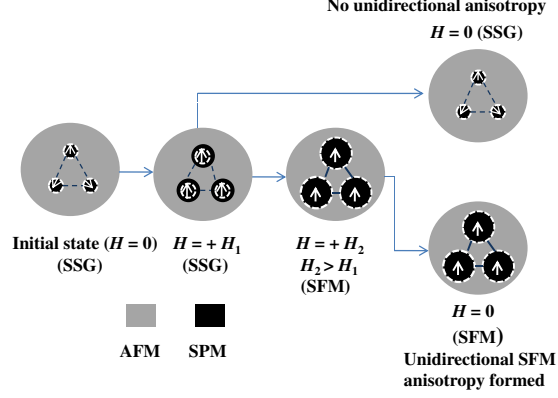 No unidirectional anisotropy
H = 0 (SSG)
Initial state (H = 0)
(SSG)
H = + H1
(SSG)
H = + H2
H2 > H1
(SFM)
H = 0
(SFM)
Unidirectional SFM
anisotropy formed
AFM
SPM